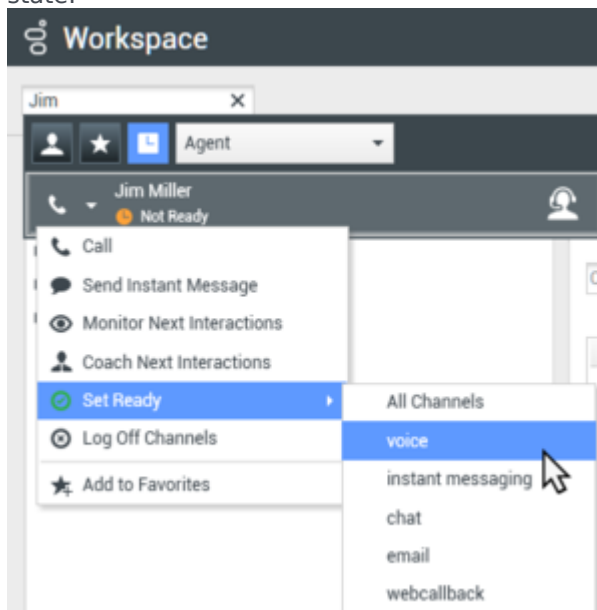 state.
Workspace
Jim
Agent
Jim Miller
Not Ready
Call
Send Instant Message
Monitor Next Interactions
Coach Next Interactions
Set Ready
Log Off Channels
Add to Favorites
All Channels
voice
instant messaging
chat
email
webcallback